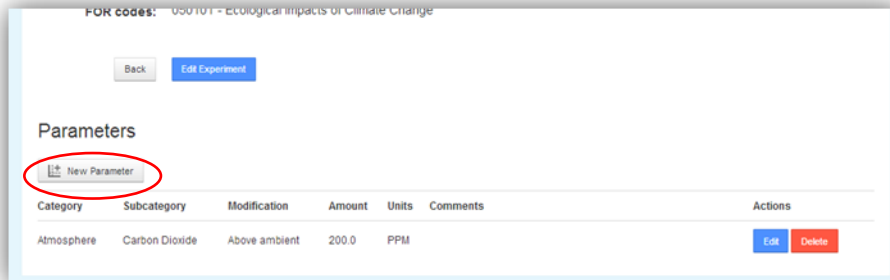 FOR codes: 050101 - Ecological Impacts of Climate Change
Back Edit Experiment
Parameters
New Parameter
Category Subcategory Modification Amount Units Comments Actions
Atmosphere Carbon Dioxide Above ambient 200.0 PPM Edit Delete